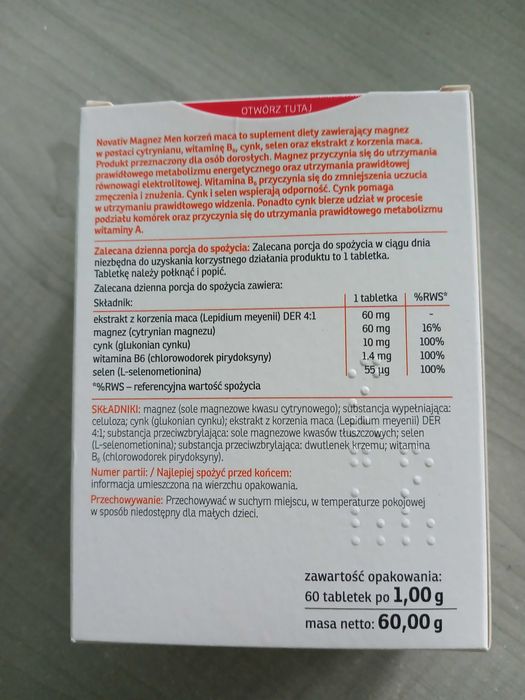 OTWÓRZ TUTAJ
Novativ Magnez Men korzeń maca to suplement diety zawierający magnez
w postaci cytrynianu, witaminę B₆, cynk, selen oraz ekstrakt z korzenia maca.
Produkt przeznaczony dla osób dorosłych. Magnez przyczynia się do utrzymania
prawidłowego metabolizmu energetycznego oraz utrzymania prawidłowej
równowagi elektrolitowej. Witamina B₆ przyczynia się do zmniejszenia uczucia
zmęczenia i znużenia. Cynk i selen wspierają odporność. Cynk pomaga
w utrzymaniu prawidłowego widzenia. Ponadto cynk bierze udział w procesie
podziału komórek oraz przyczynia się do utrzymania prawidłowego metabolizmu
witaminy A.
Zalecana dzienna porcja do spożycia: Zalecana porcja do spożycia w ciągu dnia
niezbędna do uzyskania korzystnego działania produktu to 1 tabletka.
Tabletkę należy połknąć i popić.
Zalecana dzienna porcja do spożycia zawiera:
Składnik: 1 tabletka %RWS*
ekstrakt z korzenia maca (Lepidium meyenii) DER 4:1 60 mg -
magnez (cytrynian magnezu) 60 mg 16%
cynk (glukonian cynku) 10 mg 100%
witamina B6 (chlorowodorek pirydoksyny) 1,4 mg 100%
selen (L-selenometionina) 55 µg 100%
*%RWS – referencyjna wartość spożycia
SKŁADNIKI: magnez (sole magnezowe kwasu cytrynowego); substancja wypełniająca:
celuloza; cynk (glukonian cynku); ekstrakt z korzenia maca (Lepidium meyenii) DER
4:1; substancja przeciwzbrylająca: sole magnezowe kwasów tłuszczowych; selen
(L-selenometionina); substancja przeciwzbrylająca: dwutlenek krzemu; witamina
B₆ (chlorowodorek pirydoksyny).
Numer partii: / Najlepiej spożyć przed końcem:
informacja umieszczona na wierzchu opakowania.
Przechowywanie: Przechowywać w suchym miejscu, w temperaturze pokojowej
w sposób niedostępny dla małych dzieci.
zawartość opakowania:
60 tabletek po 1,00 g
masa netto: 60,00 g